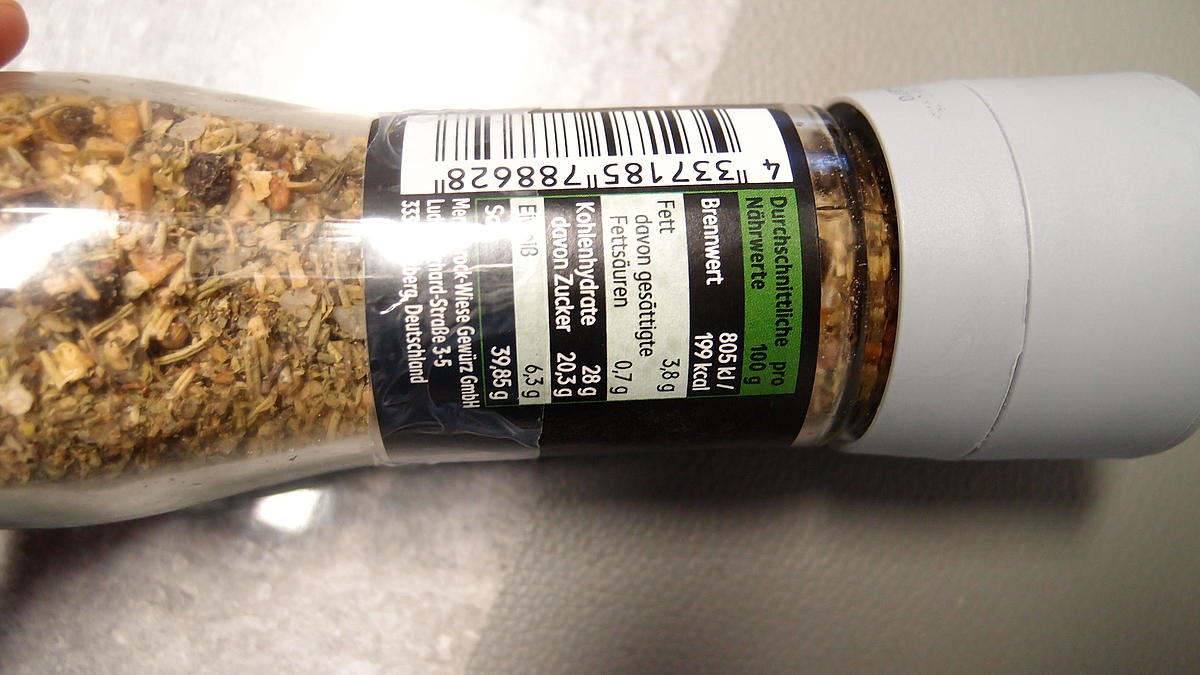 4 337185 788628
Durchschnittliche pro
Nährwerte 100 g
Brennwert 805 kJ /
199 kcal
Fett 3,8 g
davon gesättigte
Fettsäuren 0,7 g
Kohlenhydrate 28 g
davon Zucker 20,3 g
6,3 g
39,85 g
Gewürz GmbH
Straße 3-5
Deutschland